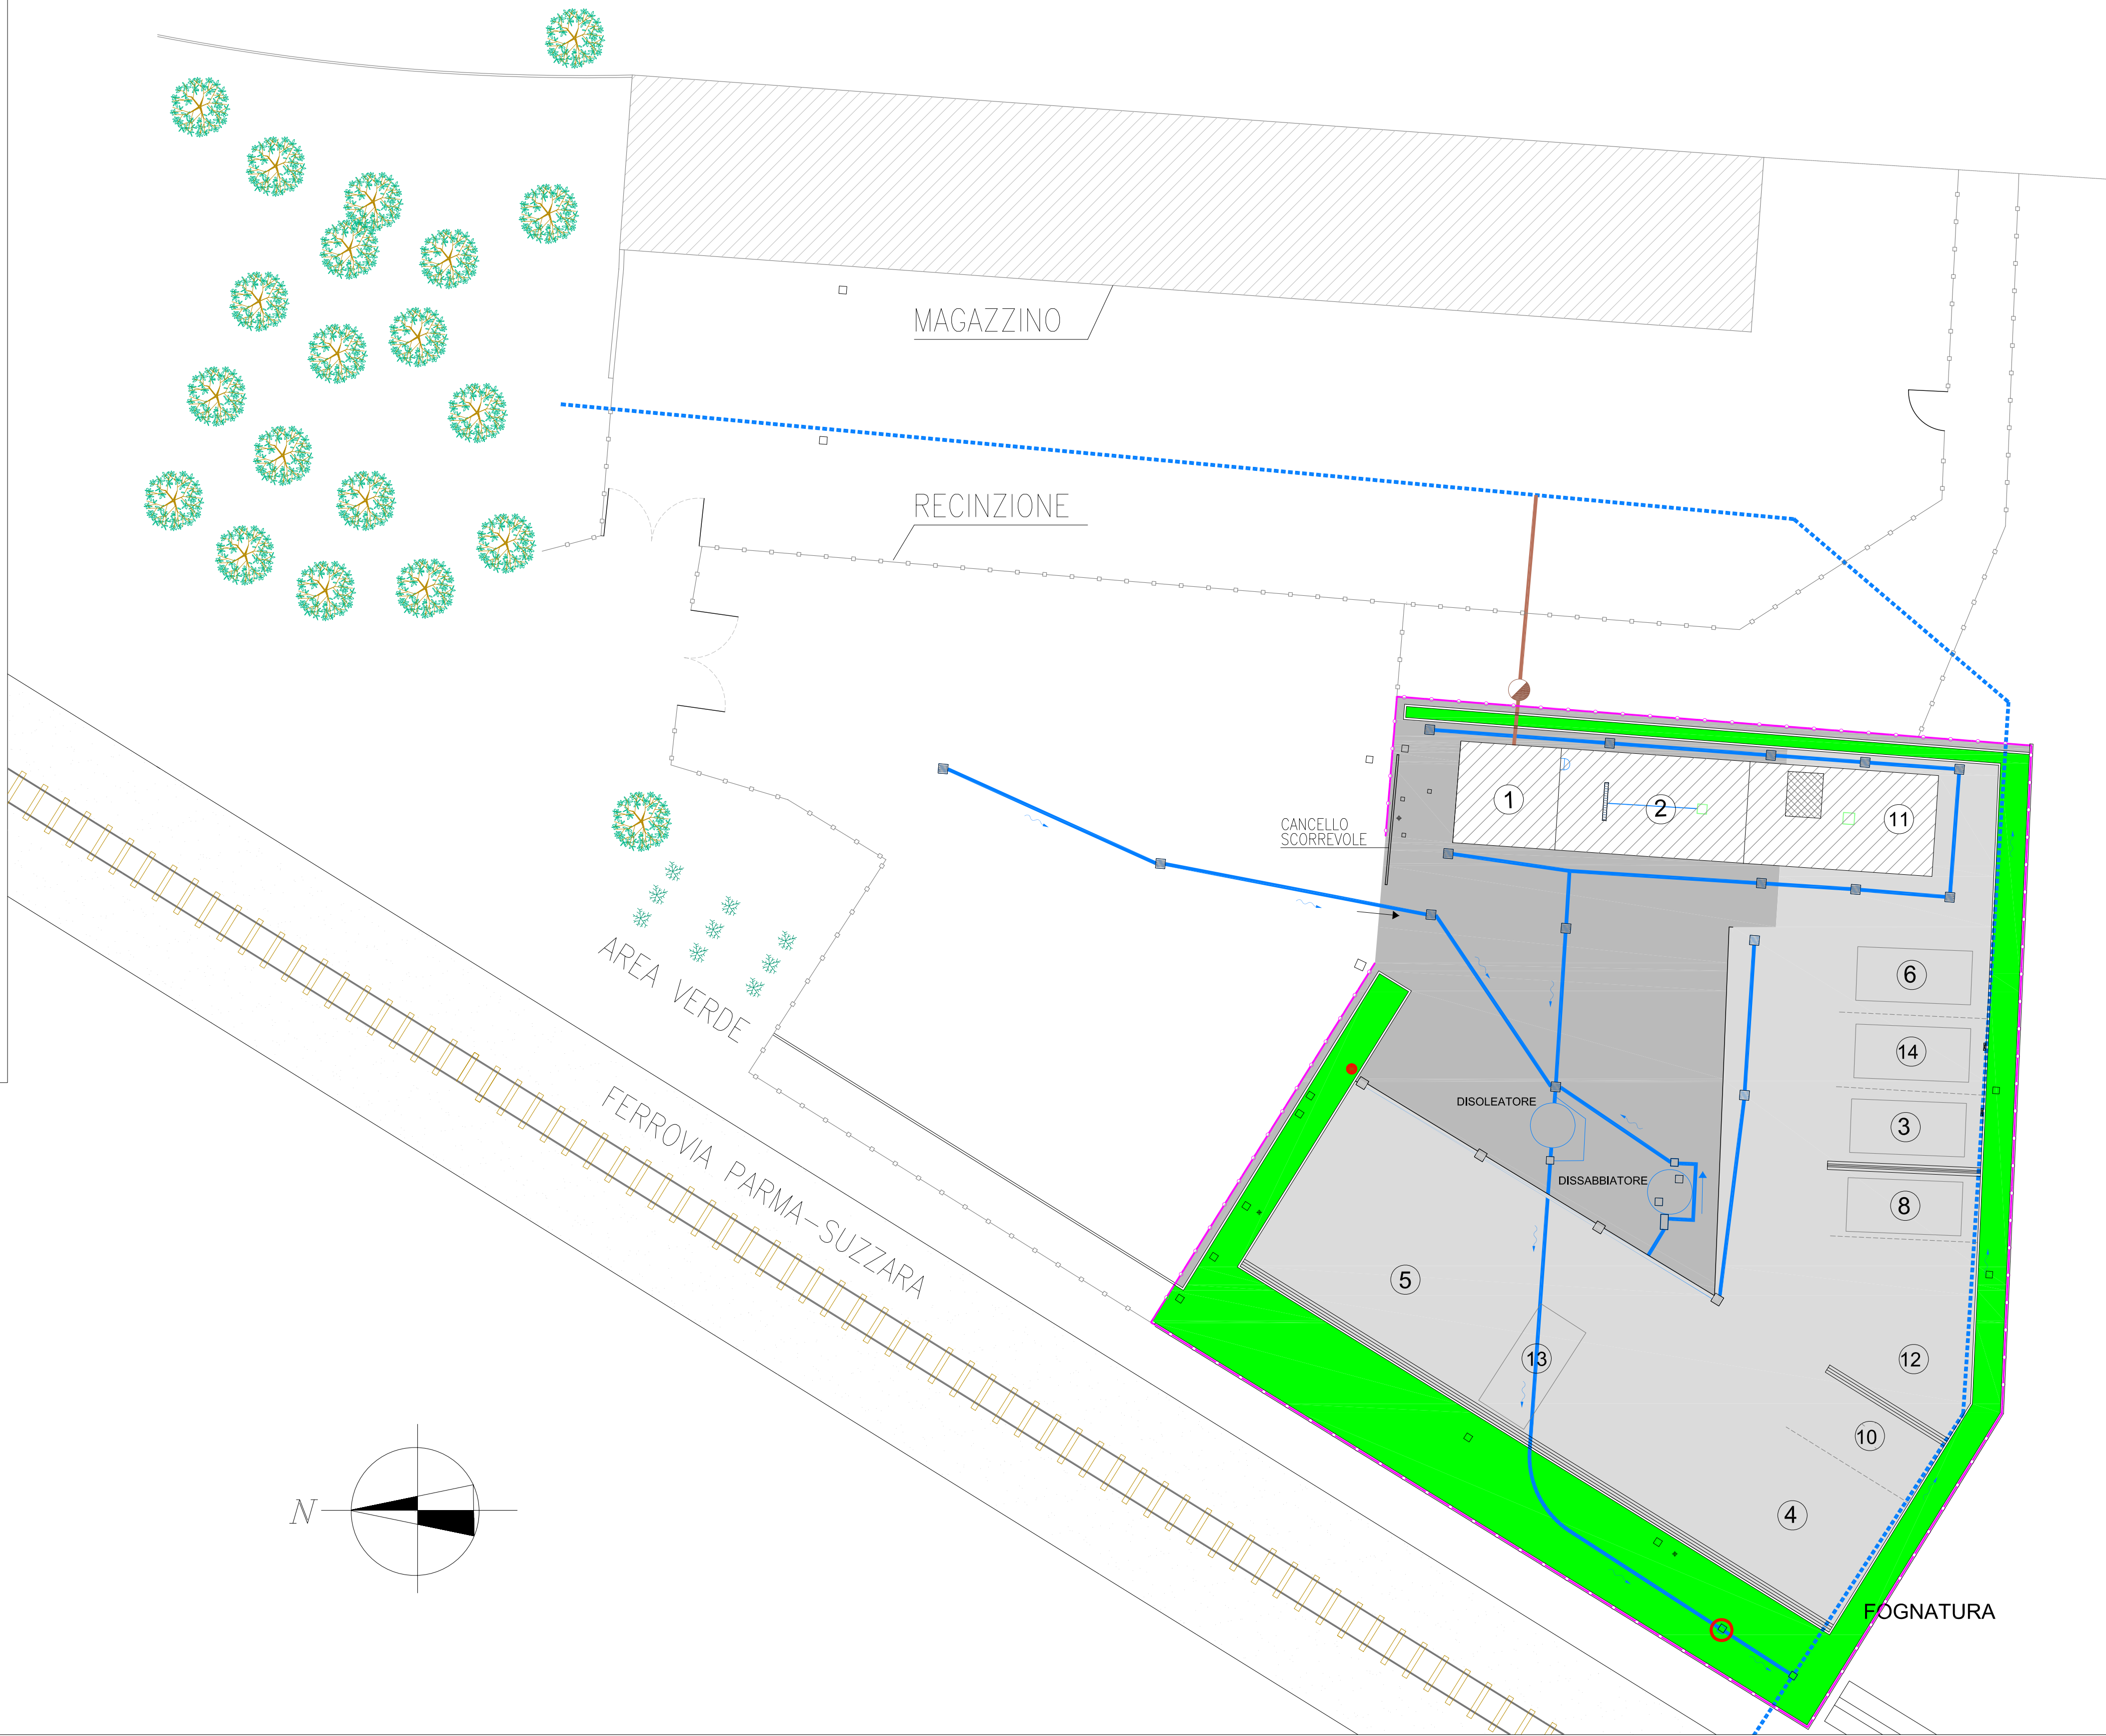 MAGAZZINO
RECINZIONE
CANCELLO
SCORREVOLE
1
2
11
6
14
3
8
AREA VERDE
DISOLEATORE
DISSABBIATORE
FERROVIA PARMA-SUZZARA
5
13
12
10
4
N
FOGNATURA